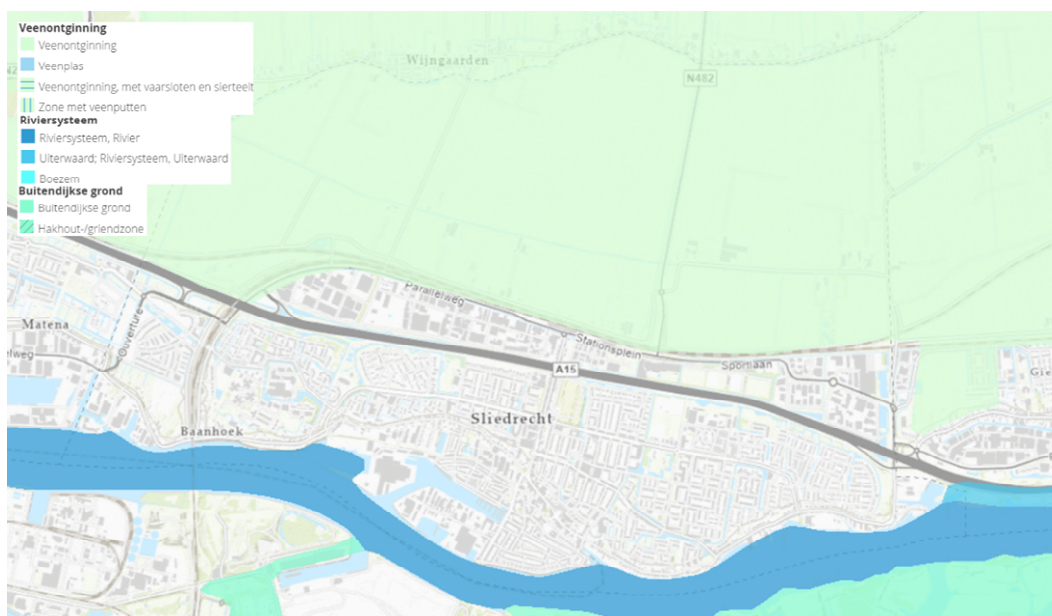 Veenontginning
Veenontginning
Veenplas
Veenontginning, met vaarsloten en sierteelt
Zone met veenputten
Riviersysteem
Riviersysteem, Rivier
Uiterwaard; Riviersysteem, Uiterwaard
Boezem
Buitendijkse grond
Buitendijkse grond
Hakhout-/griendzone
Wijngaarden
N482
Parallelweg
Matena
Ouverture
Stationsplein
A15
Sportlaan
Sliedrecht
Baanhoek